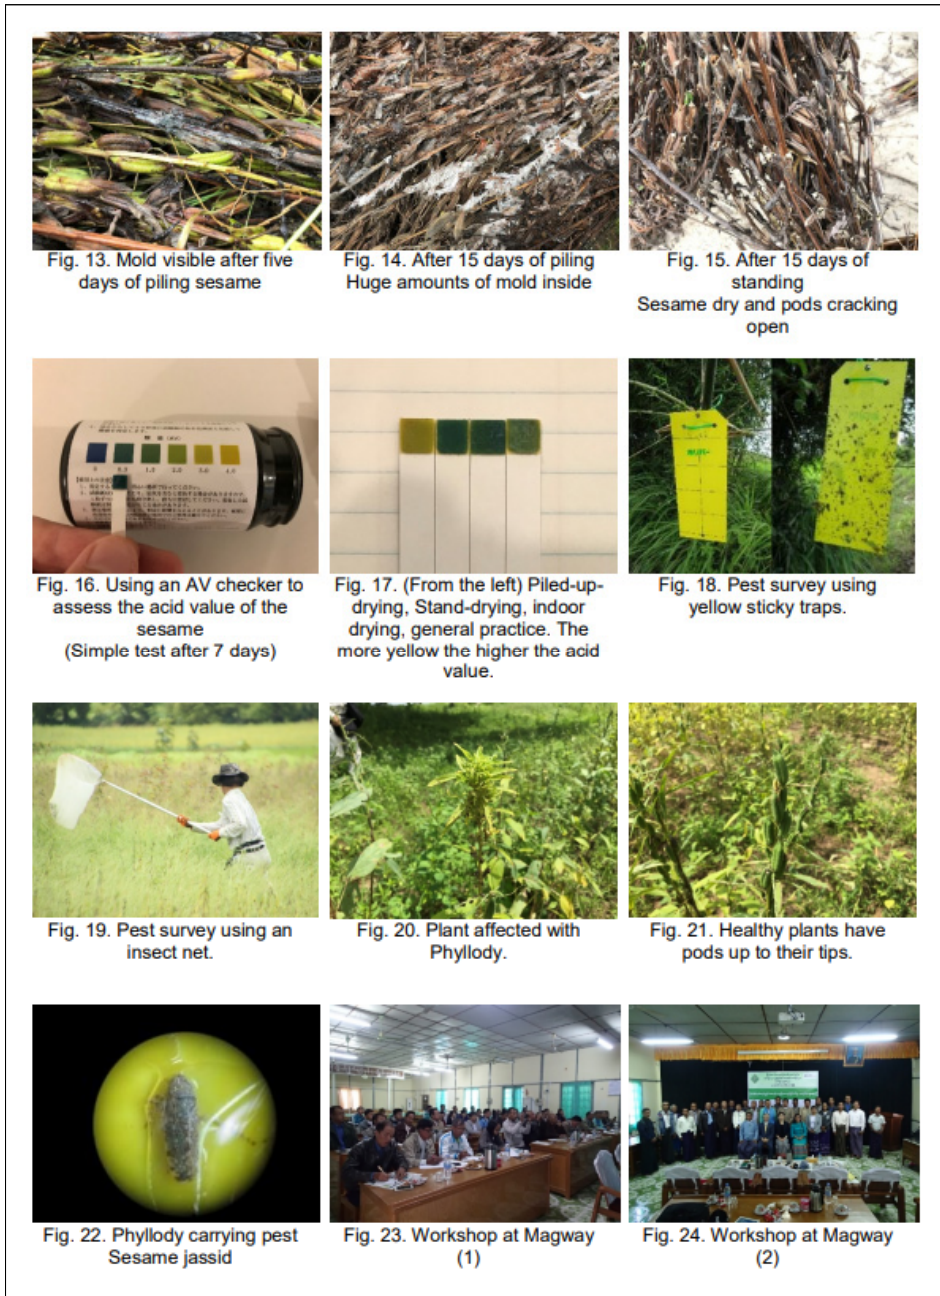 Fig. 13. Mold visible after five
days of piling sesame
Fig. 14. After 15 days of piling
Huge amounts of mold inside
Fig. 15. After 15 days of
standing
Sesame dry and pods cracking
open
Fig. 16. Using an AV checker to
assess the acid value of the
sesame
(Simple test after 7 days)
Fig. 17. (From the left) Piled-up-
drying, Stand-drying, indoor
drying, general practice. The
more yellow the higher the acid
value.
Fig. 18. Pest survey using
yellow sticky traps.
Fig. 19. Pest survey using an
insect net.
Fig. 20. Plant affected with
Phyllody.
Fig. 21. Healthy plants have
pods up to their tips.
Fig. 22. Phyllody carrying pest
Sesame jassid
Fig. 23. Workshop at Magway
(1)
Fig. 24. Workshop at Magway
(2)